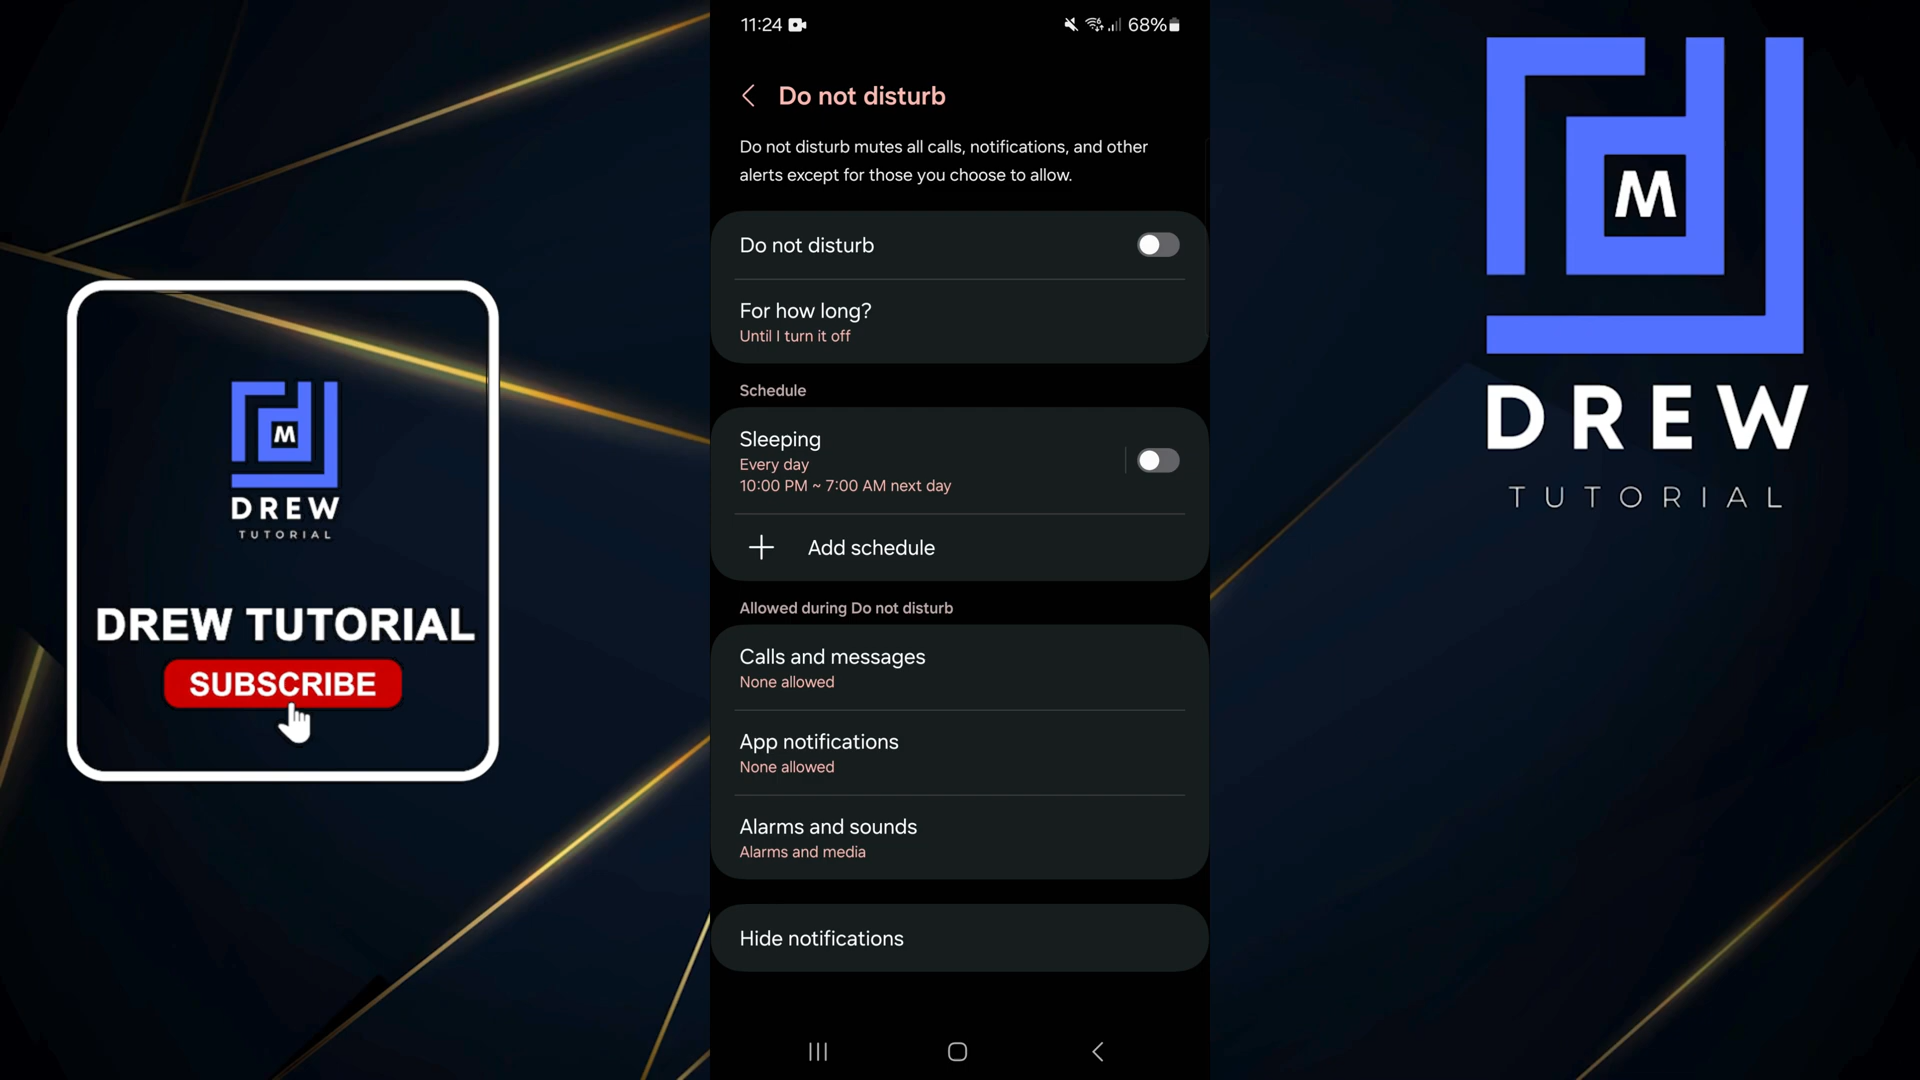 11:24
68%
Do not disturb
Do not disturb mutes all calls, notifications, and other
alerts except for those you choose to allow.
Do not disturb
For how long?
Until I turn it off
Schedule
Sleeping
Every day
10:00 PM ~ 7:00 AM next day
Add schedule
Allowed during Do not disturb
Calls and messages
None allowed
App notifications
None allowed
Alarms and sounds
Alarms and media
Hide notifications
M
DREW
TUTORIAL
DREW TUTORIAL
SUBSCRIBE
M
DREW
TUTORIAL